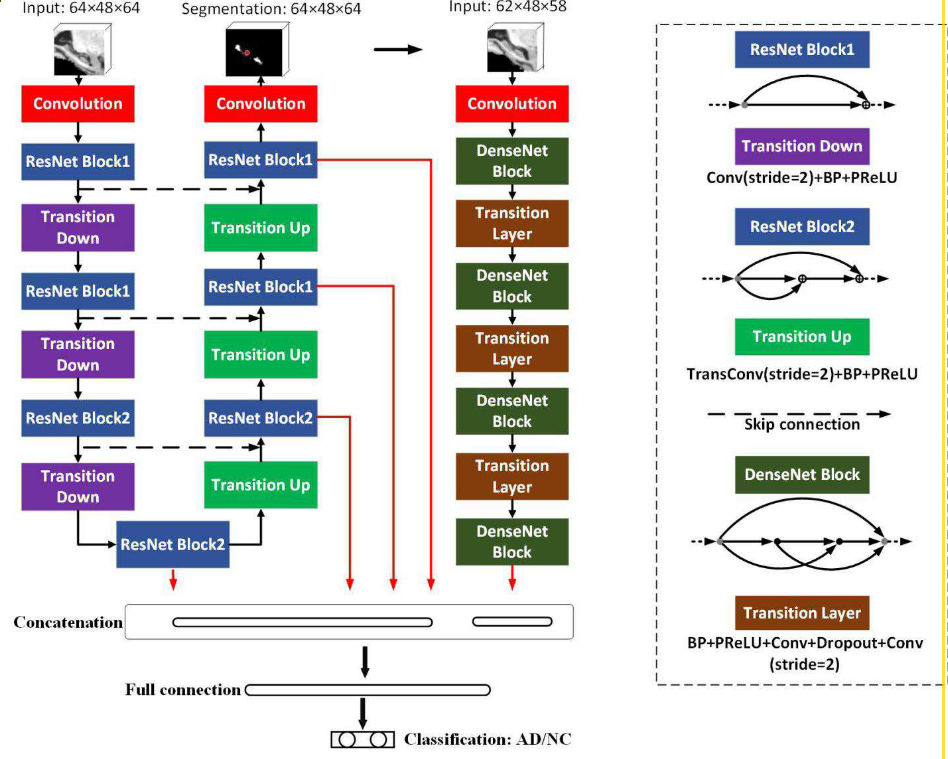 Input: 64×48×64
Segmentation: 64×48×64
Input: 62×48×58
Convolution
ResNet Block1
Transition
Down
ResNet Block1
Transition
Down
ResNet Block2
Transition
Down
ResNet Block2
Convolution
ResNet Block1
Transition Up
ResNet Block1
Transition Up
ResNet Block2
Transition Up
Convolution
DenseNet
Block
Transition
Layer
DenseNet
Block
Transition
Layer
DenseNet
Block
Transition
Layer
DenseNet
Block
Concatenation
Full connection
Classification: AD/NC
ResNet Block1
Transition Down
Conv(stride=2)+BP+PReLU
ResNet Block2
Transition Up
TransConv(stride=2)+BP+PReLU
Skip connection
DenseNet Block
Transition Layer
BP+PReLU+Conv+Dropout+Conv
(stride=2)